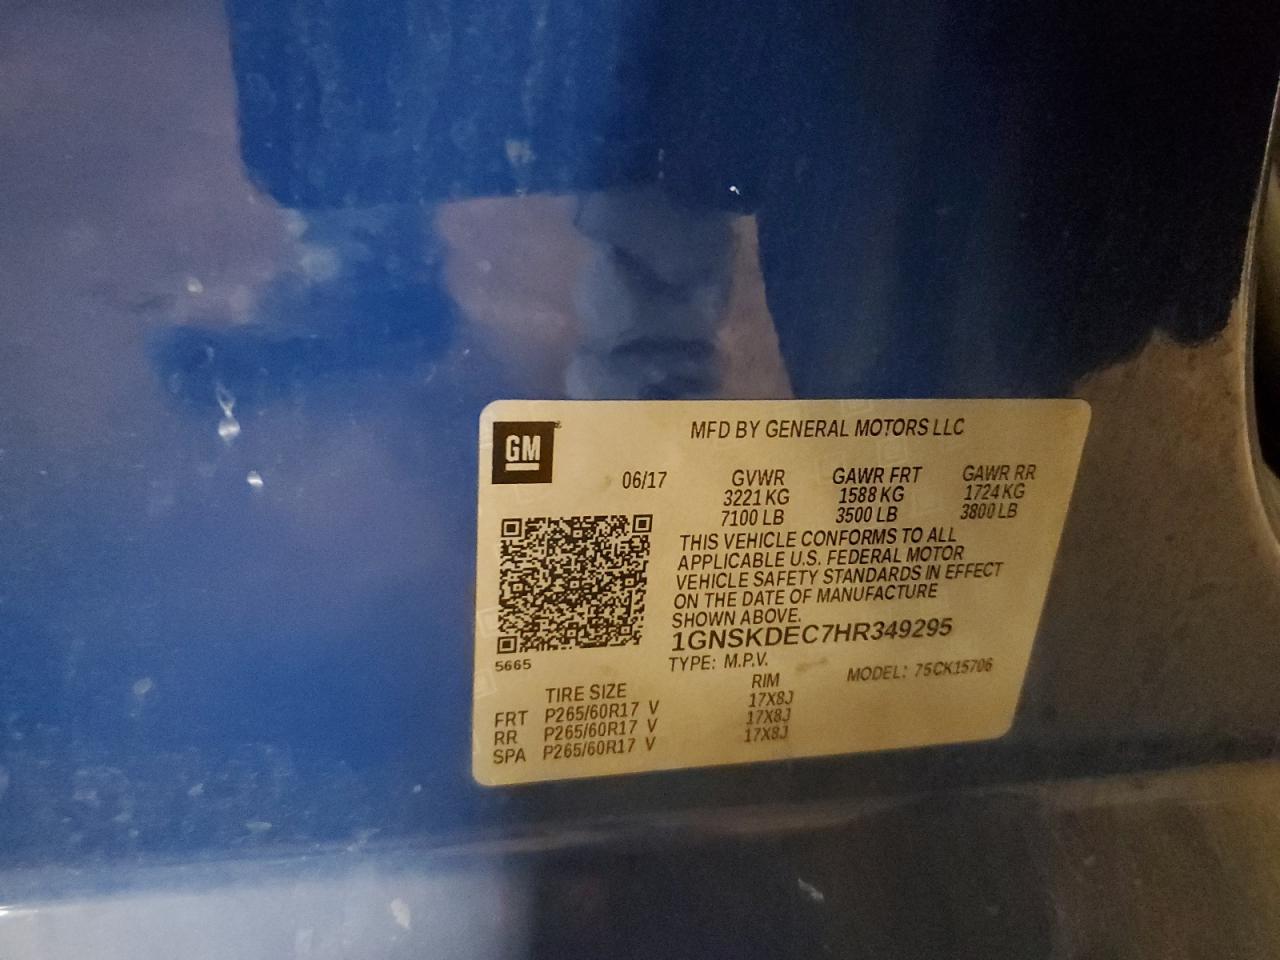 GM
MFD BY GENERAL MOTORS LLC
06/17
GVWR GAWR FRT GAWR RR
3221 KG 1588 KG 1724 KG
7100 LB 3500 LB 3800 LB
THIS VEHICLE CONFORMS TO ALL
APPLICABLE U.S. FEDERAL MOTOR
VEHICLE SAFETY STANDARDS IN EFFECT
ON THE DATE OF MANUFACTURE
SHOWN ABOVE.
1GNSKDEC7HR349295
5665
TYPE: M.P.V. MODEL: 75CK15706
TIRE SIZE RIM
FRT P265/60R17 V 17X8J
RR P265/60R17 V 17X8J
SPA P265/60R17 V 17X8J